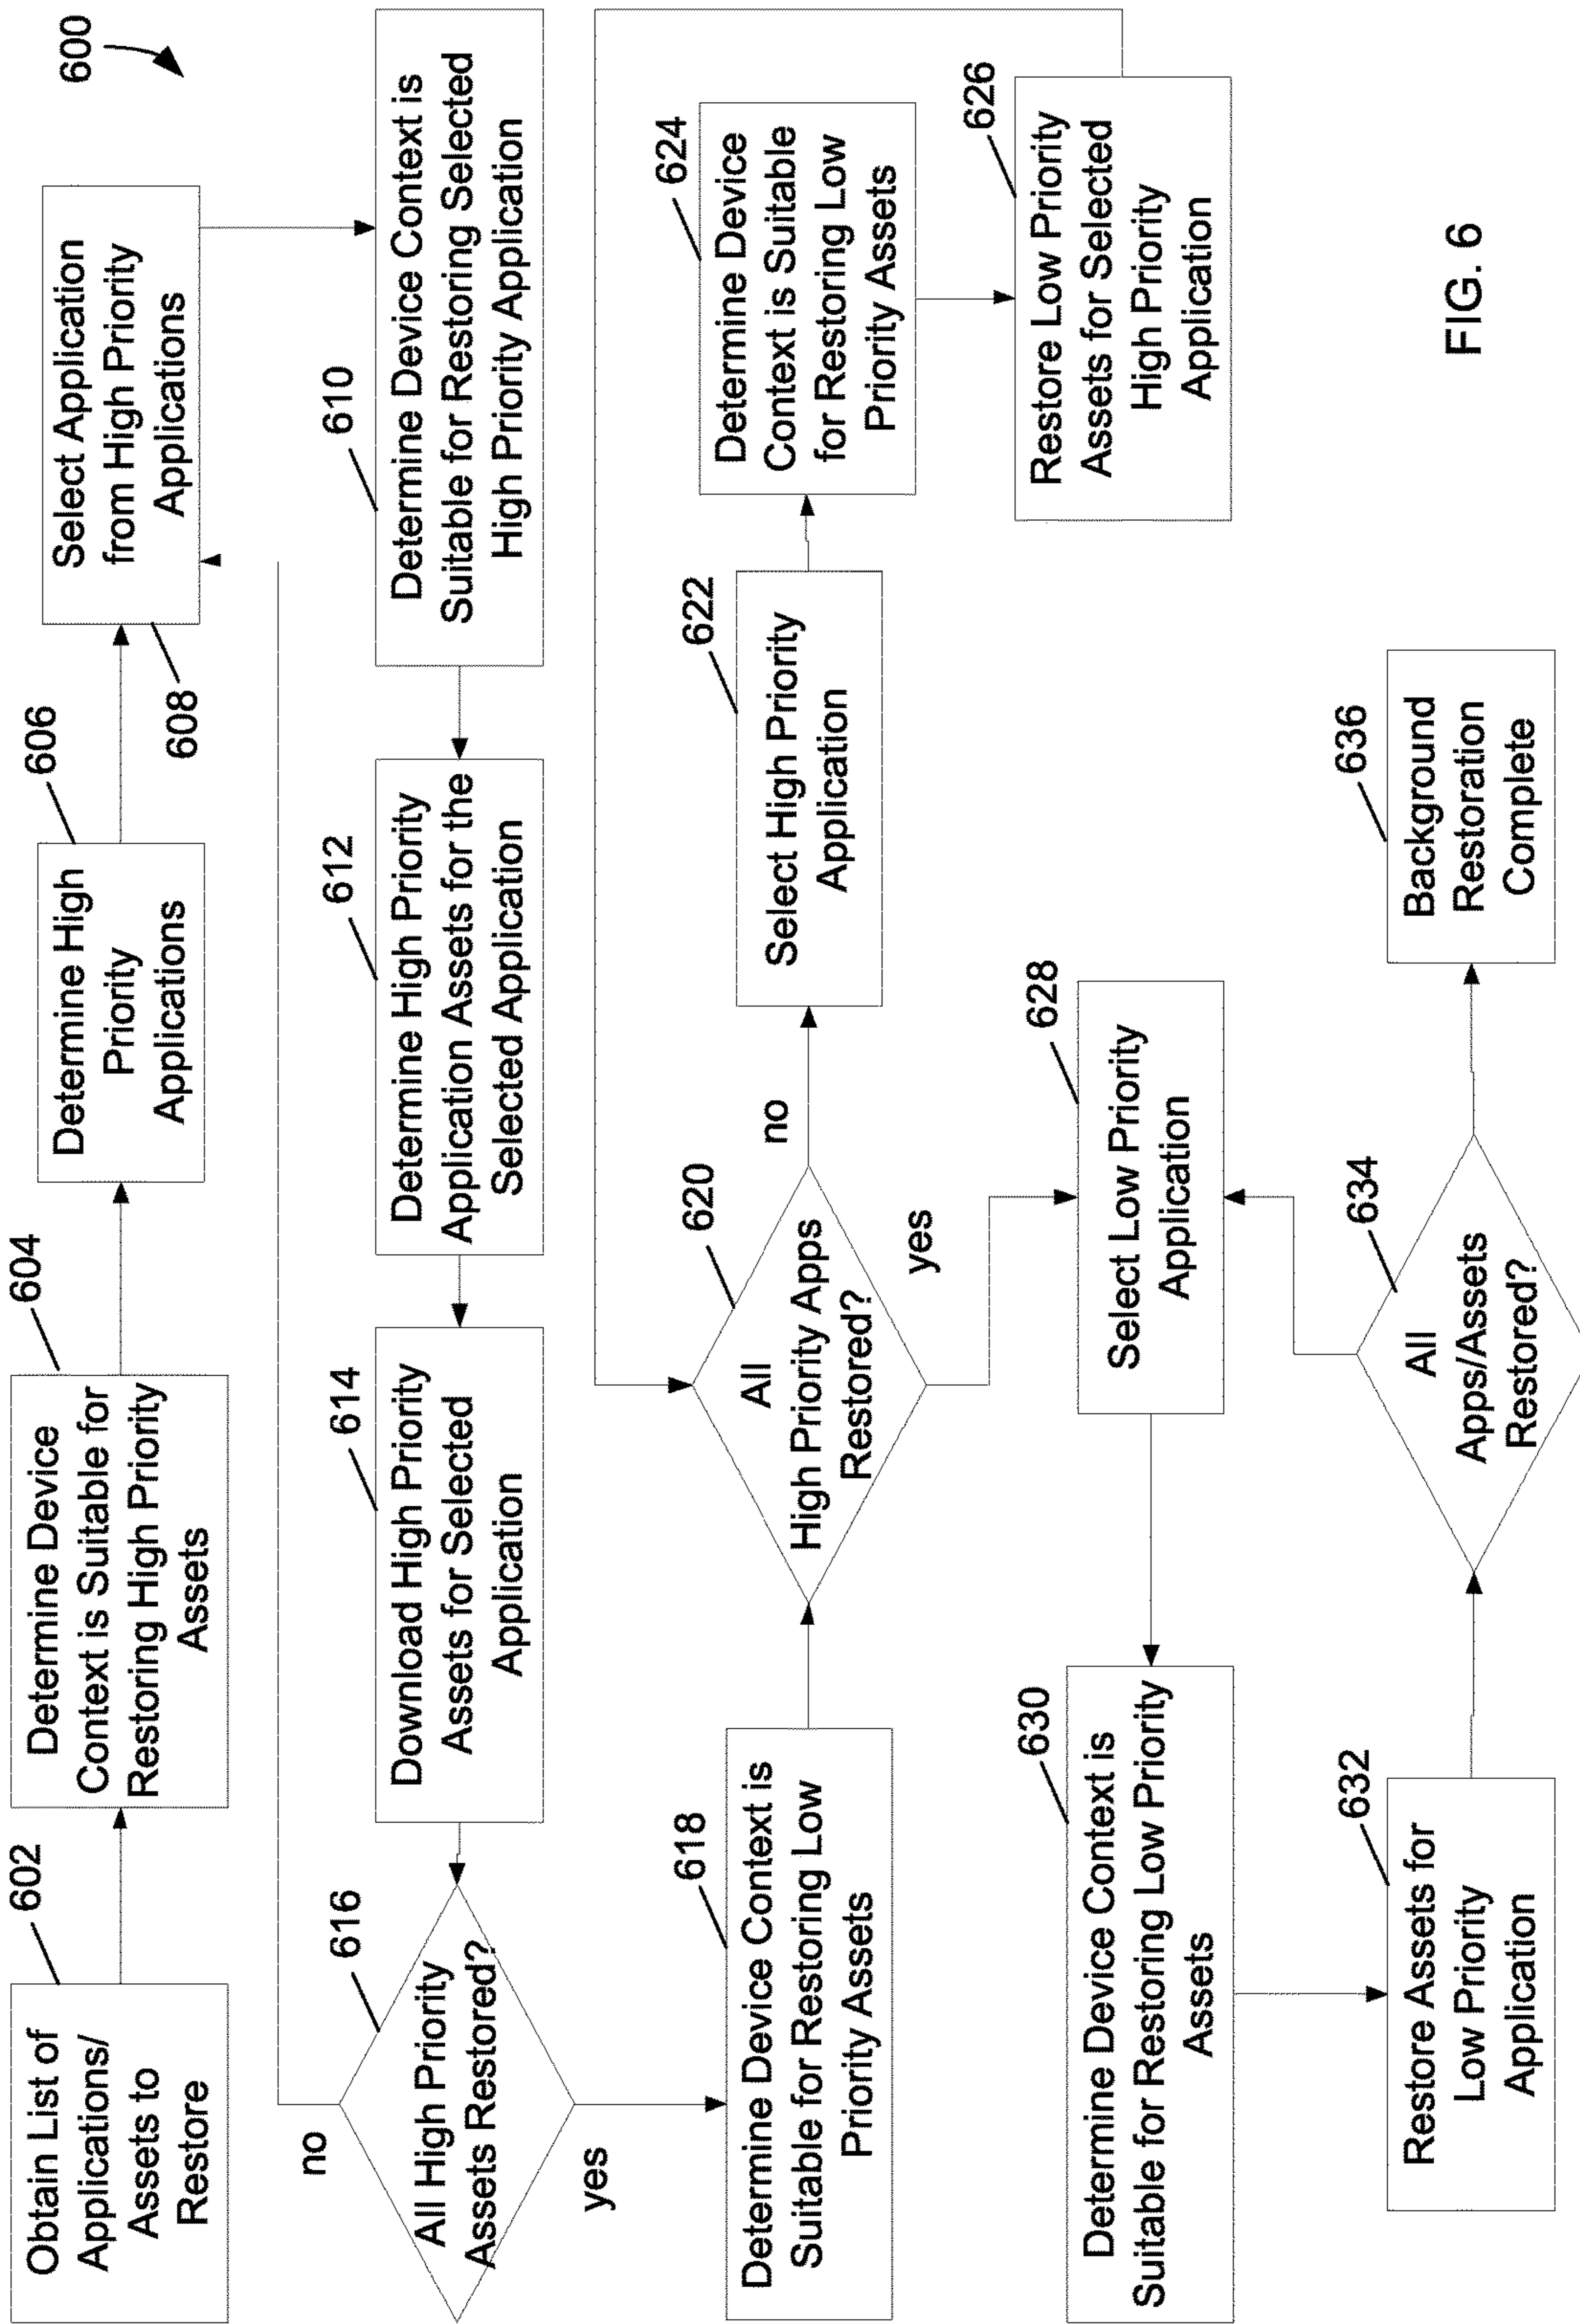 600
602
Obtain List of
Applications/
Assets to
Restore
604
Determine Device
Context is Suitable for
Restoring High Priority
Assets
606
Determine High
Priority
Applications
Select Application
from High Priority
Applications
608
610
Determine Device Context is
Suitable for Restoring Selected
High Priority Application
612
Determine High Priority
Application Assets for the
Selected Application
614
Download High Priority
Assets for Selected
Application
616
All High Priority
Assets Restored?
no
yes
618
Determine Device Context is
Suitable for Restoring Low
Priority Assets
620
All
High Priority Apps
Restored?
no
yes
622
Select High Priority
Application
624
Determine Device
Context is Suitable
for Restoring Low
Priority Assets
626
Restore Low Priority
Assets for Selected
High Priority
Application
628
Select Low Priority
Application
630
Determine Device Context is
Suitable for Restoring Low Priority
Assets
632
Restore Assets for
Low Priority
Application
634
All
Apps/Assets
Restored?
636
Background
Restoration
Complete
FIG. 6